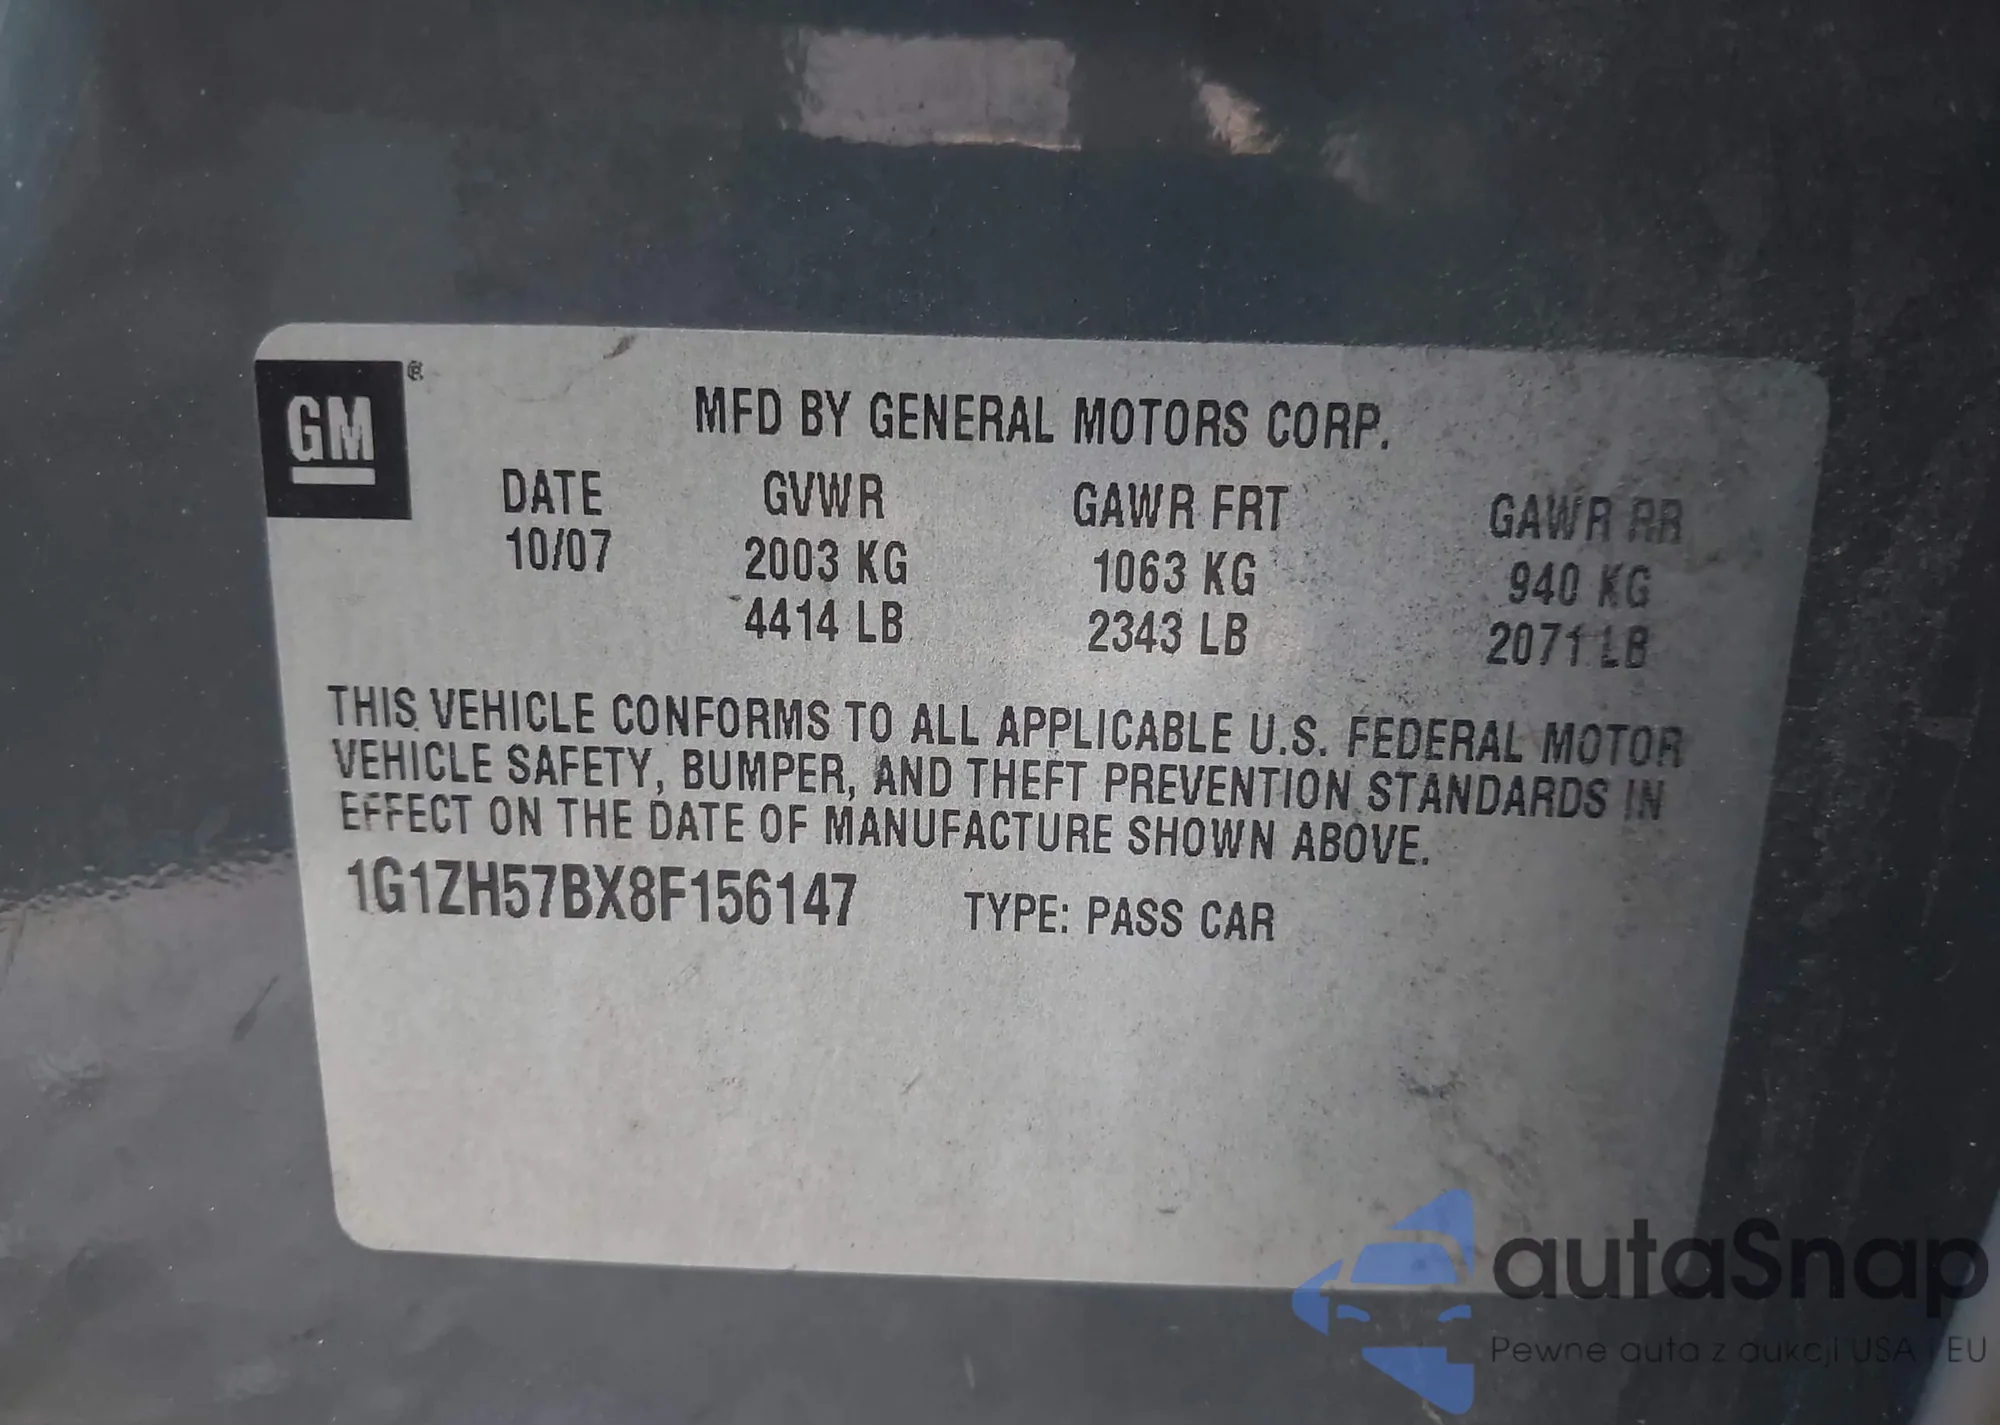 GM ®
MFD BY GENERAL MOTORS CORP.
DATE GVWR GAWR FRT GAWR RR
10/07 2003 KG 1063 KG 940 KG
4414 LB 2343 LB 2071 LB
THIS VEHICLE CONFORMS TO ALL APPLICABLE U.S. FEDERAL MOTOR
VEHICLE SAFETY, BUMPER, AND THEFT PREVENTION STANDARDS IN
EFFECT ON THE DATE OF MANUFACTURE SHOWN ABOVE.
1G1ZH57BX8F156147 TYPE: PASS CAR
autaSnap
Pewne auta z aukcji USA i EU